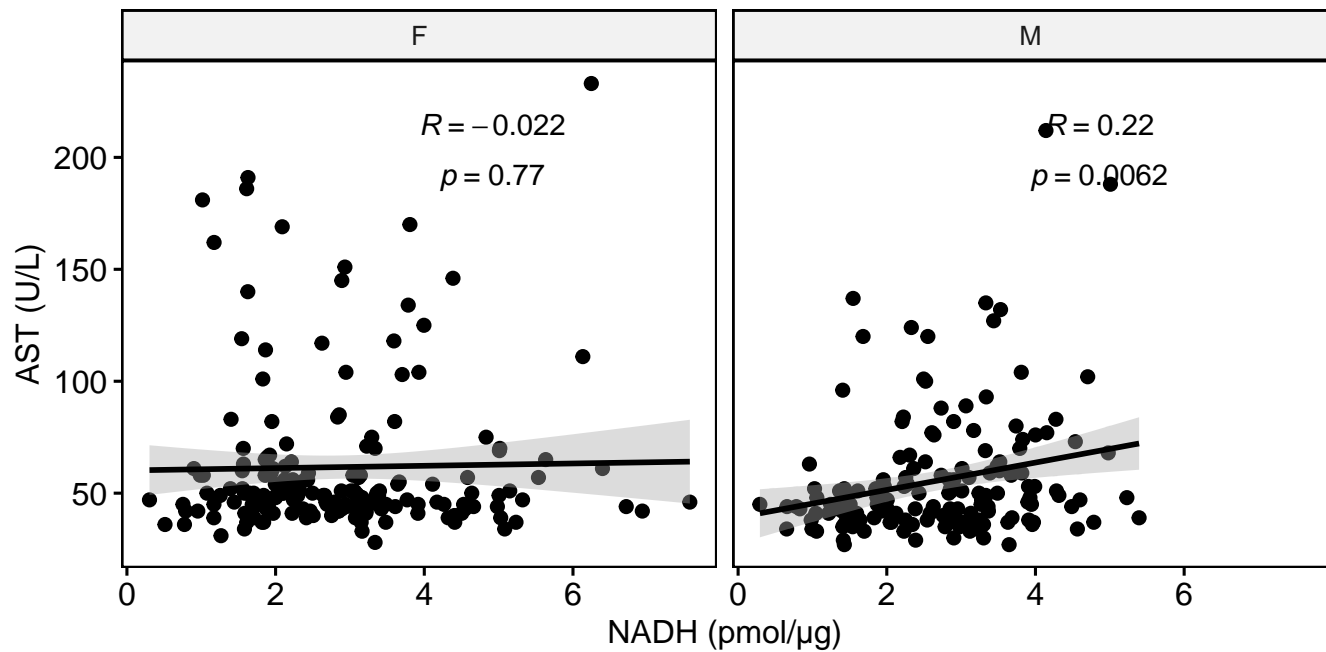 F
M
R = −0.022
p = 0.77
R = 0.22
p = 0.0062
200
150
100
50
AST (U/L)
0 2 4 6
0 2 4 6
NADH (pmol/µg)